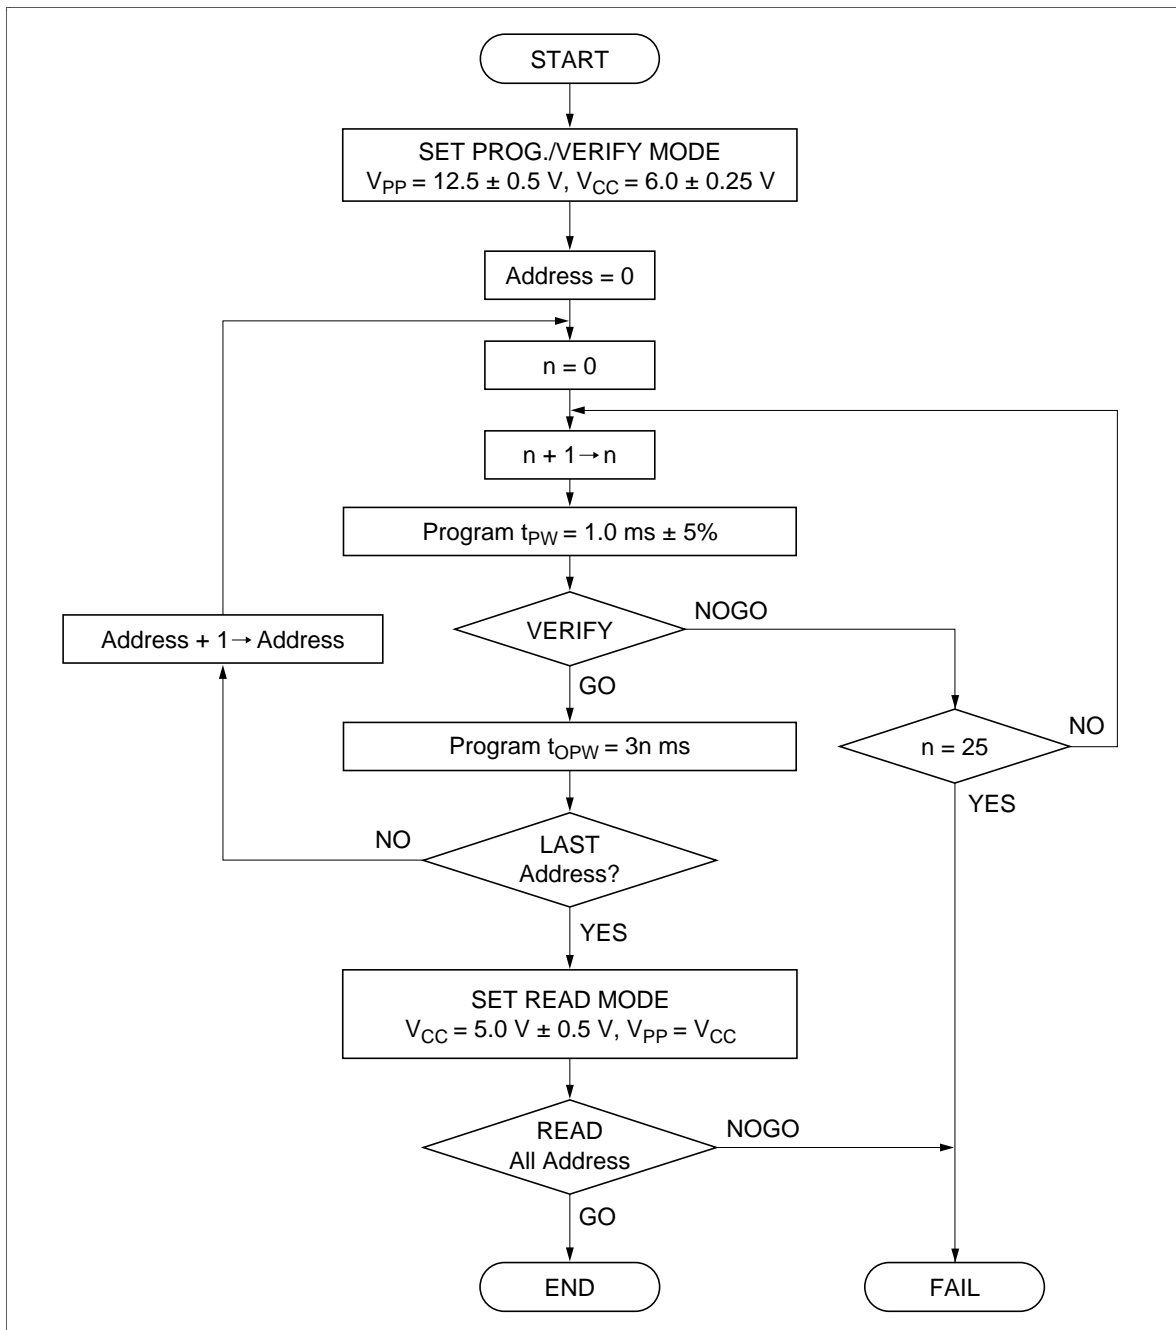 START
SET PROG./VERIFY MODE
VPP = 12.5 ± 0.5 V, VCC = 6.0 ± 0.25 V
Address = 0
n = 0
n + 1→n
Program tPW = 1.0 ms ± 5%
Address + 1→ Address
VERIFY
NOGO
GO
Program tOPW = 3n ms
n = 25
NO
YES
LAST
Address?
NO
YES
SET READ MODE
VCC = 5.0 V ± 0.5 V, VPP = VCC
READ
All Address
NOGO
GO
END
FAIL